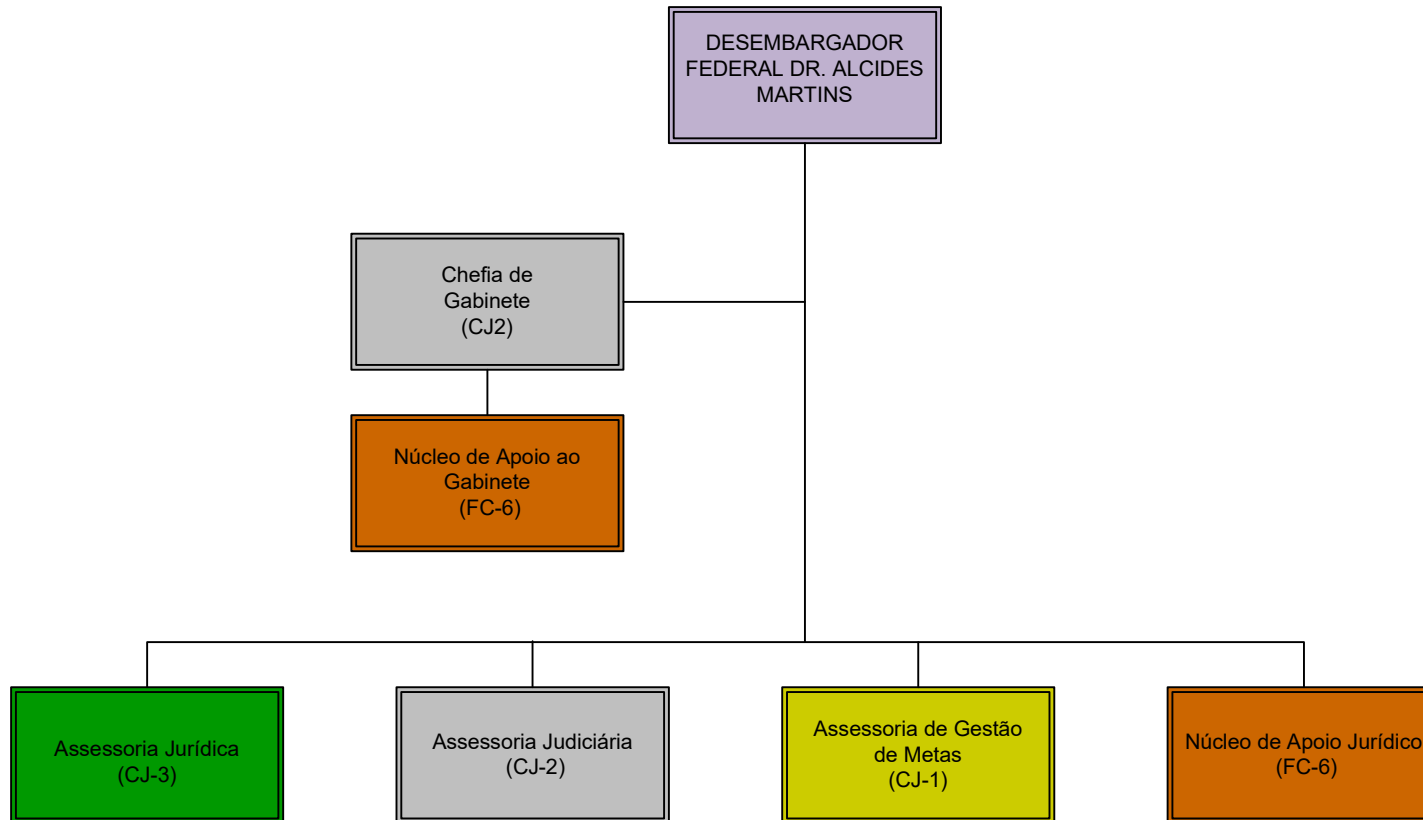 DESEMBARGADOR
FEDERAL DR. ALCIDES
MARTINS
Chefia de
Gabinete
(CJ2)
Núcleo de Apoio ao
Gabinete
(FC-6)
Assessoria Jurídica
(CJ-3)
Assessoria Judiciária
(CJ-2)
Assessoria de Gestão
de Metas
(CJ-1)
Núcleo de Apoio Jurídico
(FC-6)